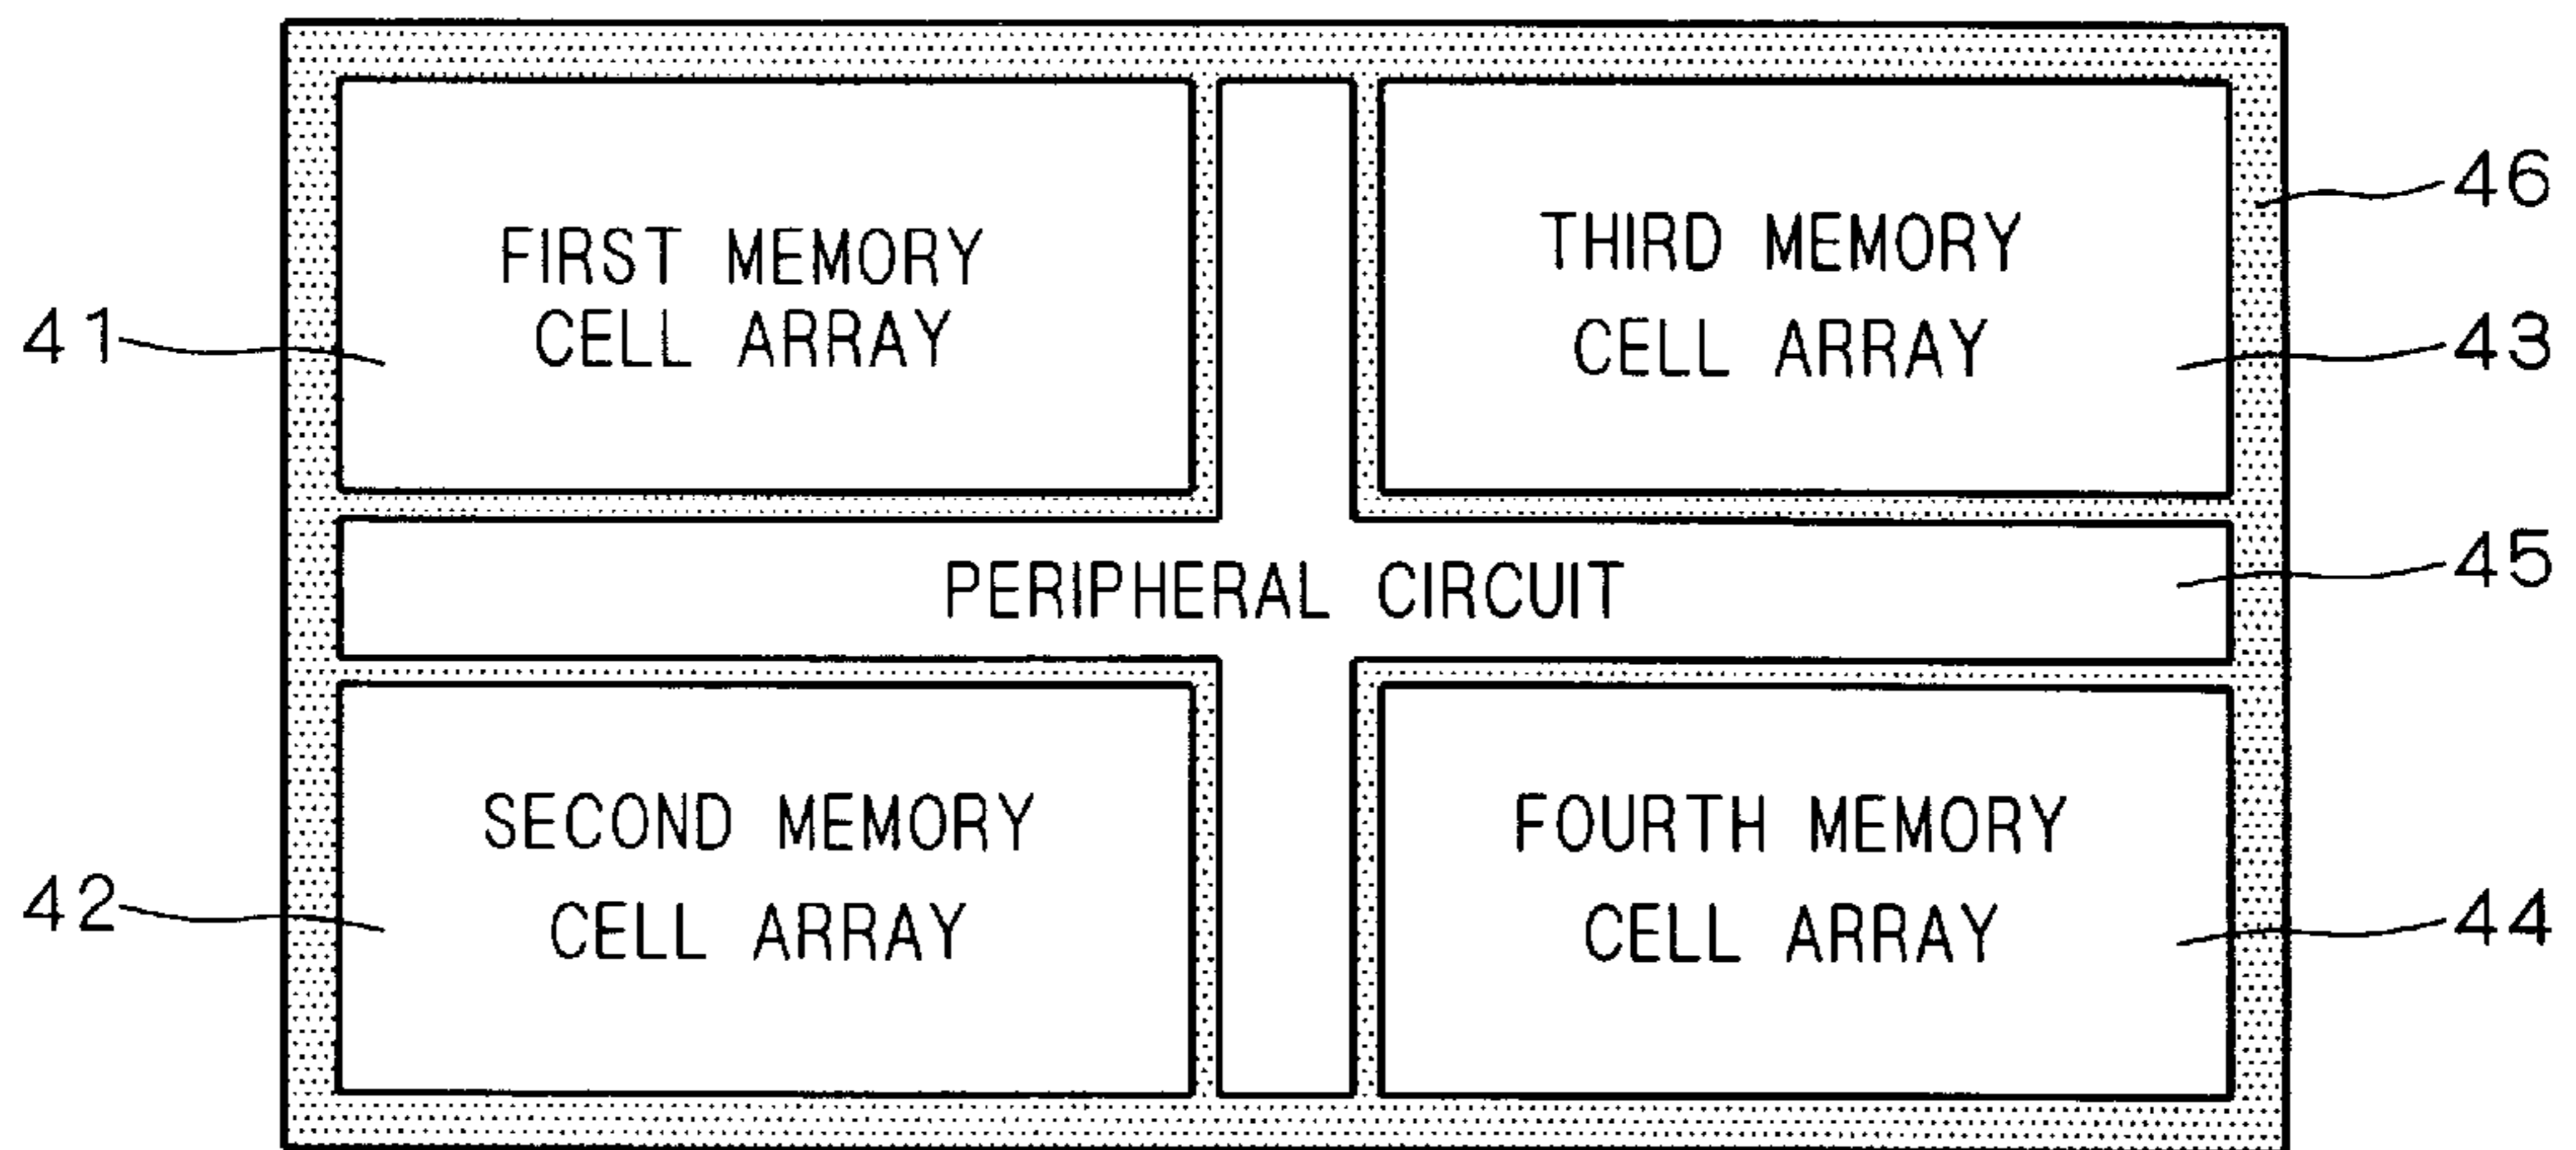 FIRST MEMORY
CELL ARRAY
41
THIRD MEMORY
CELL ARRAY
46
43
PERIPHERAL CIRCUIT
45
SECOND MEMORY
CELL ARRAY
42
FOURTH MEMORY
CELL ARRAY
44